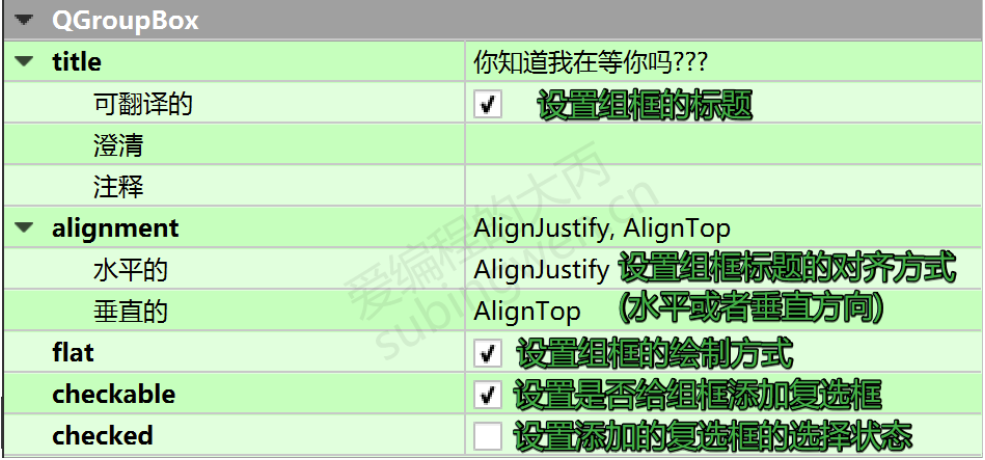 QGroupBox
title 你知道我在等你吗???
可翻译的 设置组框的标题
澄清
注释
alignment AlignJustify, AlignTop
水平的 AlignJustify 设置组框标题的对齐方式
垂直的 AlignTop (水平或者垂直方向)
flat 设置组框的绘制方式
checkable 设置是否给组框添加复选框
checked 设置添加的复选框的选择状态
爱编程的大丙
subingwen.cn